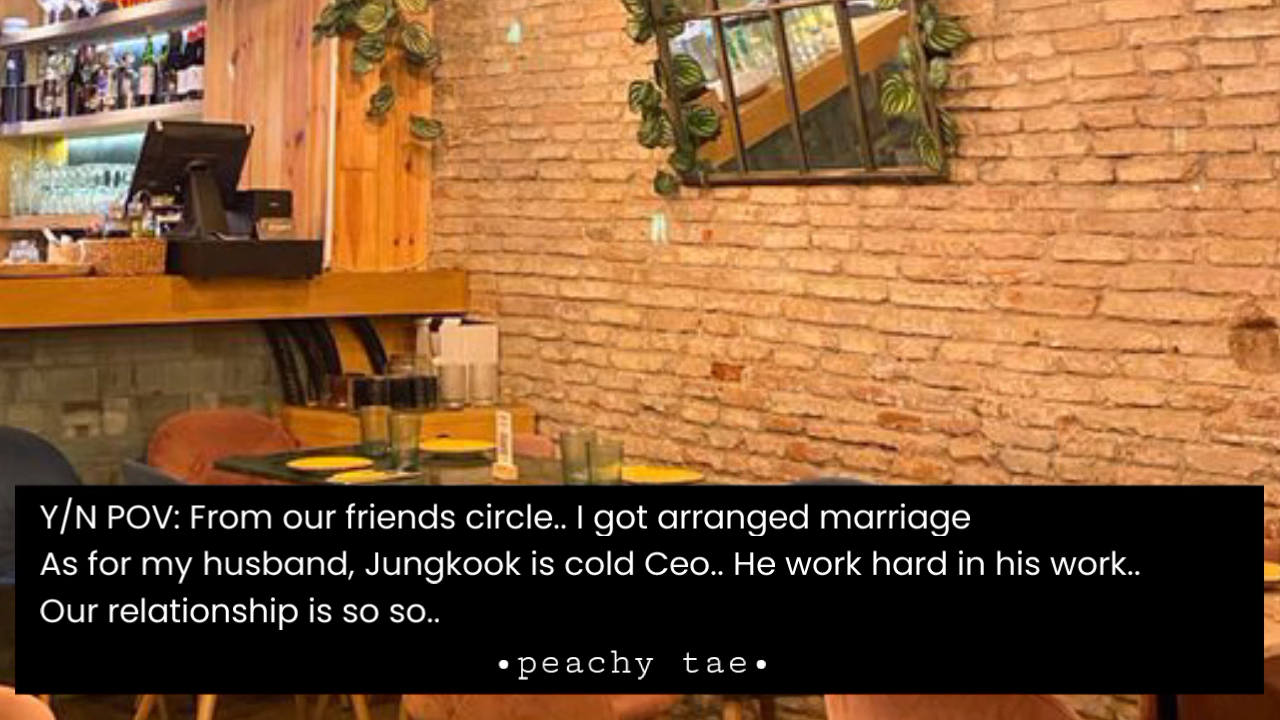 Y/N POV: From our friends circle.. I got arranged marriage
As for my husband, Jungkook is cold Ceo.. He work hard in his work..
Our relationship is so so..
•peachy tae•